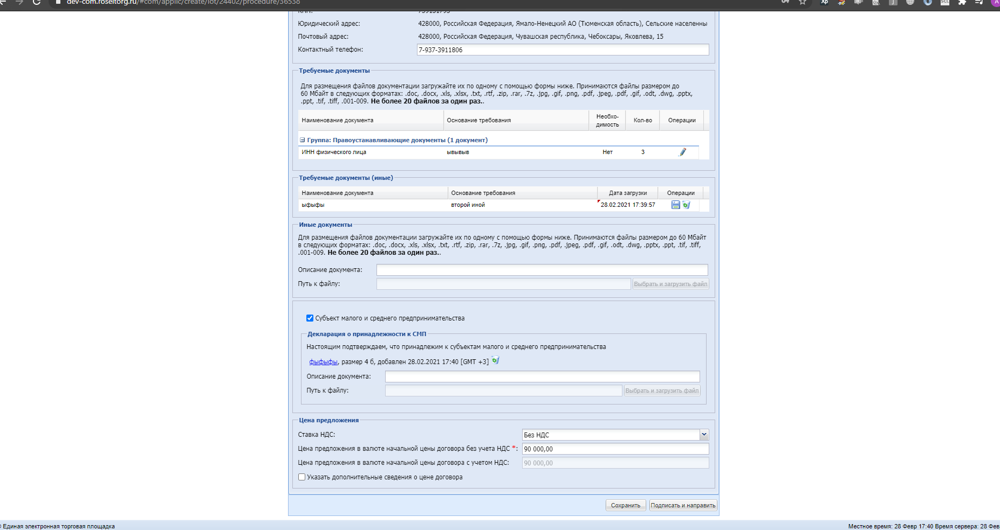 dev-com.roseltorg.ru/#com/applic/create/lot/24402/procedure/36538
Юридический адрес: 428000, Российская Федерация, Ямало-Ненецкий АО (Тюменская область), Сельские населенны
Почтовый адрес: 428000, Российская Федерация, Чувашская республика, Чебоксары, Яковлева, 15
Контактный телефон: 7-937-3911806
Требуемые документы
Для размещения файлов документации загружайте их по одному с помощью формы ниже. Принимаются файлы размером до
60 Мбайт в следующих форматах: .doc, .docx, .xls, .xlsx, .txt, .rtf, .zip, .rar, .7z, .jpg, .gif, .png, .pdf, .jpeg, .pdf, .gif, .odt, .dwg, .pptx,
.ppt, .tif, .tiff, .001-009. Не более 20 файлов за один раз..
Наименование документа Основание требования Необхо-димость Кол-во Операции
Группа: Правоустанавливающие документы (1 документ)
ИНН физического лица ывывыв Нет 3
Требуемые документы (иные)
Наименование документа Основание требования Дата загрузки Операции
ыфыфы второй иной 28.02.2021 17:39:57
Иные документы
Для размещения файлов документации загружайте их по одному с помощью формы ниже. Принимаются файлы размером до 60 Мбайт
в следующих форматах: .doc, .docx, .xls, .xlsx, .txt, .rtf, .zip, .rar, .7z, .jpg, .gif, .png, .pdf, .jpeg, .pdf, .gif, .odt, .dwg, .pptx, .ppt, .tif, .tiff,
.001-009. Не более 20 файлов за один раз..
Описание документа:
Путь к файлу: Выбрать и загрузить файл
Субъект малого и среднего предпринимательства
Декларация о принадлежности к СМП
Настоящим подтверждаем, что принадлежим к субъектам малого и среднего предпринимательства
фыфыфы, размер 4 б, добавлен 28.02.2021 17:40 [GMT +3]
Описание документа:
Путь к файлу: Выбрать и загрузить файл
Цена предложения
Ставка НДС: Без НДС
Цена предложения в валюте начальной цены договора без учета НДС *: 90 000,00
Цена предложения в валюте начальной цены договора с учетом НДС: 90 000,00
Указать дополнительные сведения о цене договора
Сохранить Подписать и направить
Единая электронная торговая площадка Местное время: 28 Февр 17:40 Время сервера: 28 Фев